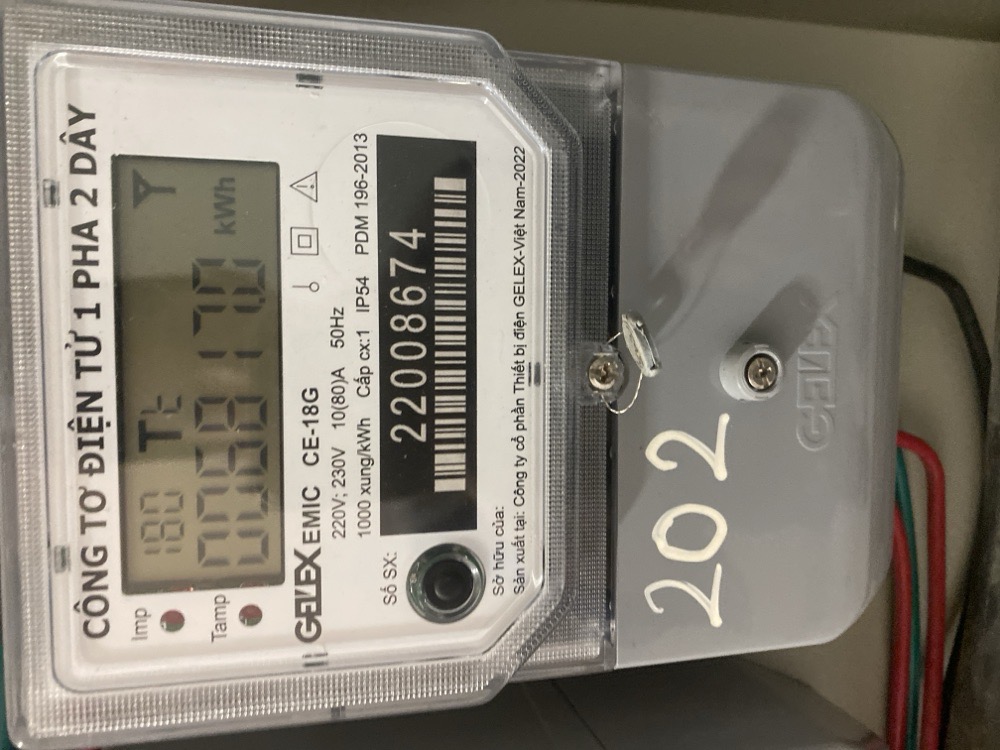 CÔNG TƠ ĐIỆN TỬ 1 PHA 2 DÂY
Imp
180
Tamp
kWh
GELEX EMIC CE-18G
220V; 230V 10(80)A 50Hz
1000 xung/kWh Cấp cx:1 IP54 PDM 196-2013
Số SX:
22008674
Sở hữu của:
Sản xuất tại: Công ty cổ phần Thiết bị điện GELEX-Việt Nam-2022
202
GELEX